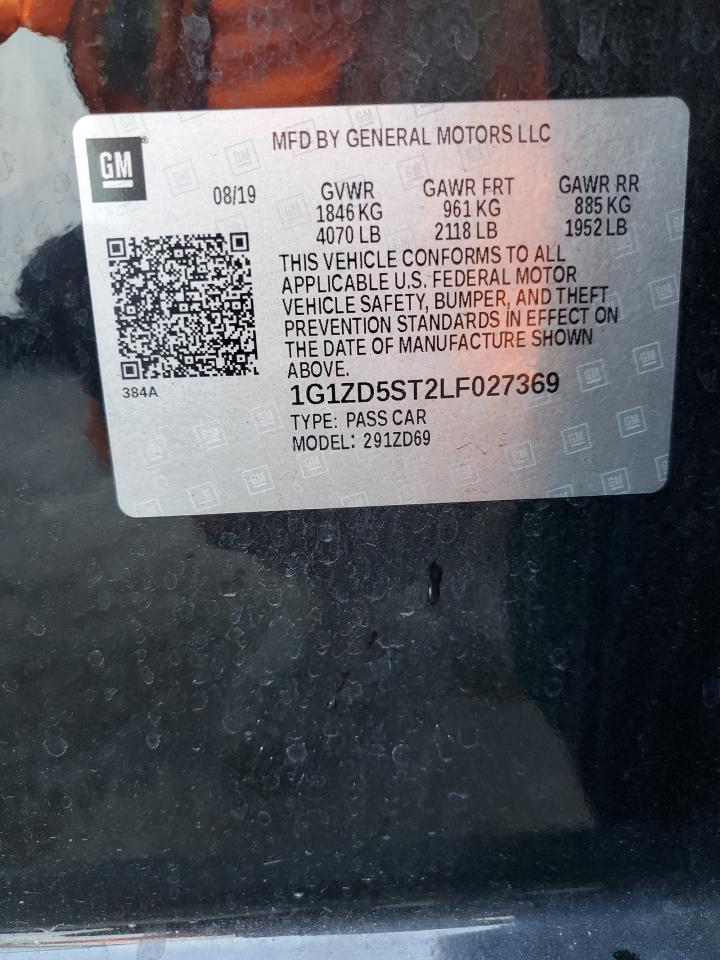 GM
MFD BY GENERAL MOTORS LLC
08/19 GVWR GAWR FRT GAWR RR
1846 KG 961 KG 885 KG
4070 LB 2118 LB 1952 LB
THIS VEHICLE CONFORMS TO ALL
APPLICABLE U.S. FEDERAL MOTOR
VEHICLE SAFETY, BUMPER, AND THEFT
PREVENTION STANDARDS IN EFFECT ON
THE DATE OF MANUFACTURE SHOWN
ABOVE.
384A
1G1ZD5ST2LF027369
TYPE: PASS CAR
MODEL: 291ZD69